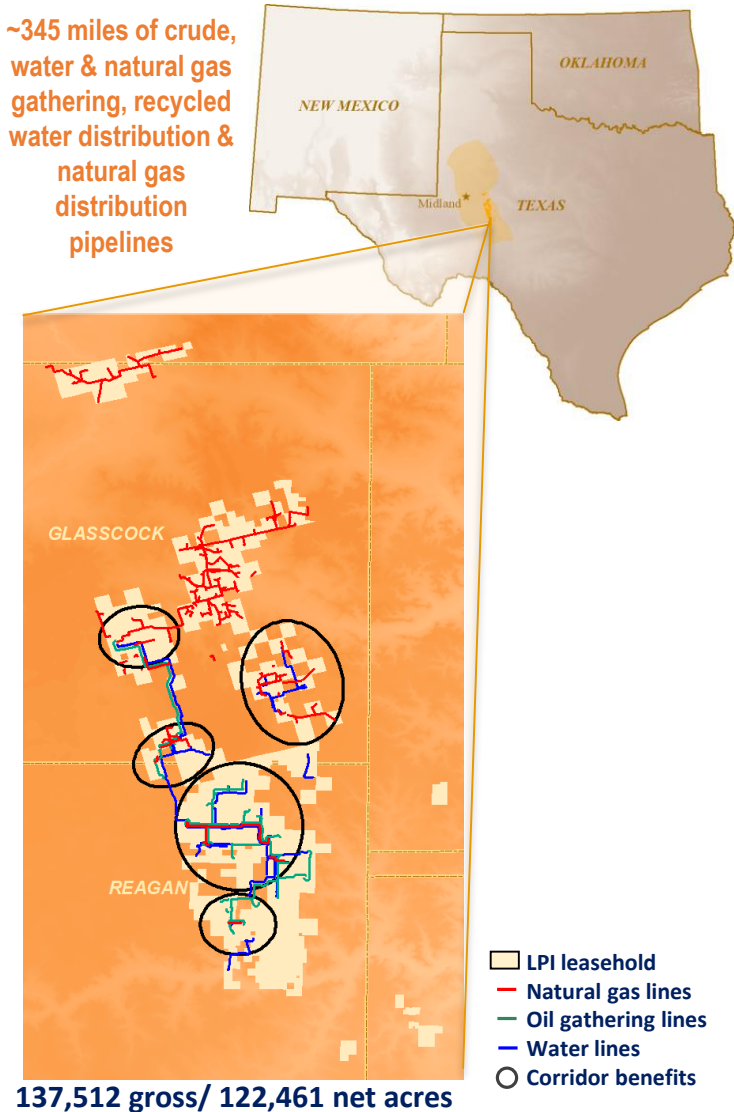 ~345 miles of crude,
water & natural gas
gathering, recycled
water distribution &
natural gas
distribution
pipelines
OKLAHOMA
NEW MEXICO
Midland
TEXAS
GLASSCOCK
REAGAN
LPI leasehold
Natural gas lines
Oil gathering lines
Water lines
Corridor benefits
137,512 gross/ 122,461 net acres